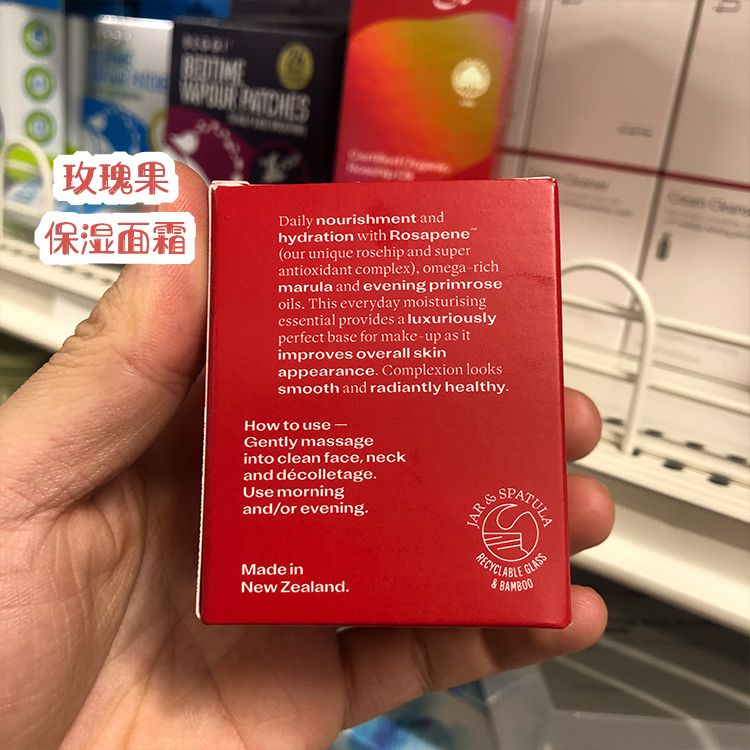 BEDTIME
VAPOUR PATCHES
Certified Organic
Rosehip Oil
玫瑰果
保湿面霜
Daily nourishment and
hydration with Rosapene™
(our unique rosehip and super
antioxidant complex), omega-rich
marula and evening primrose
oils. This everyday moisturising
essential provides a luxuriously
perfect base for make-up as it
improves overall skin
appearance. Complexion looks
smooth and radiantly healthy.
How to use —
Gently massage
into clean face, neck
and décolletage.
Use morning
and/or evening.
Made in
New Zealand.
JAR & SPATULA
RECYCLABLE GLASS
& BAMBOO